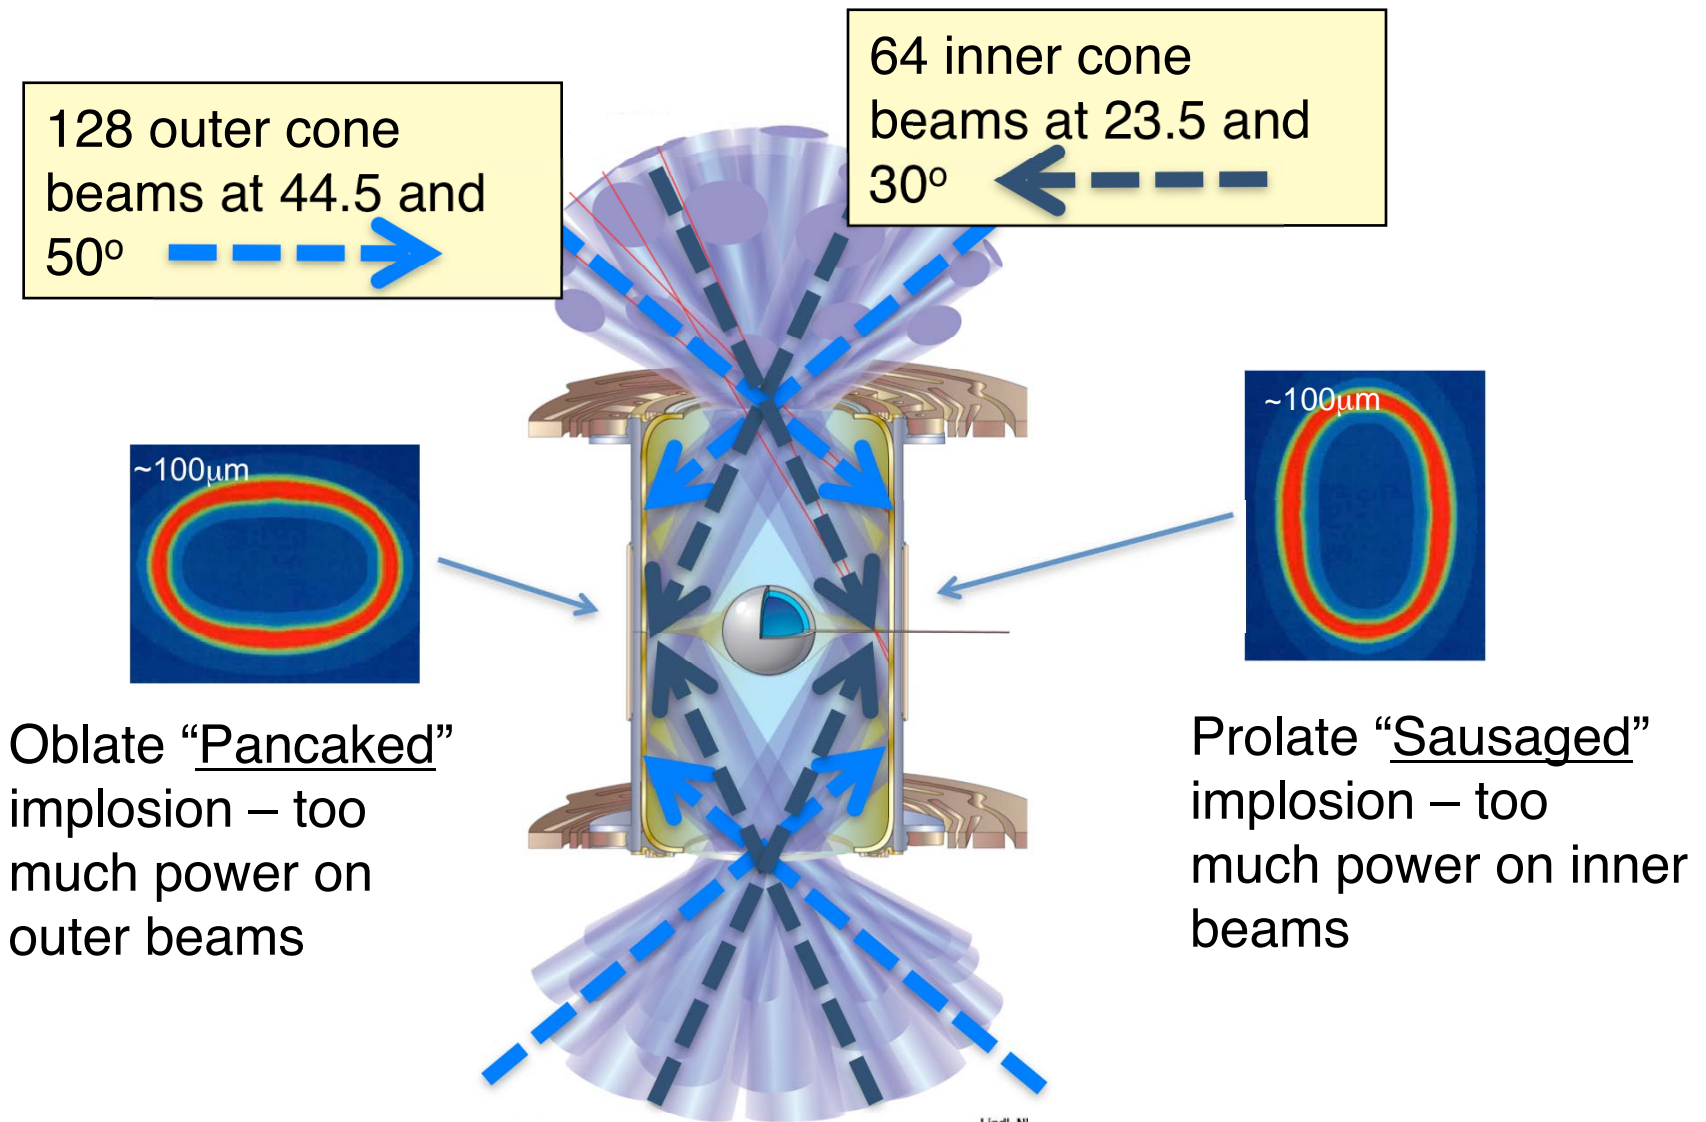 128 outer cone
beams at 44.5 and
50º
64 inner cone
beams at 23.5 and
30º
~100μm
~100μm
Oblate “Pancaked”
implosion – too
much power on
outer beams
Prolate “Sausaged”
implosion – too
much power on inner
beams